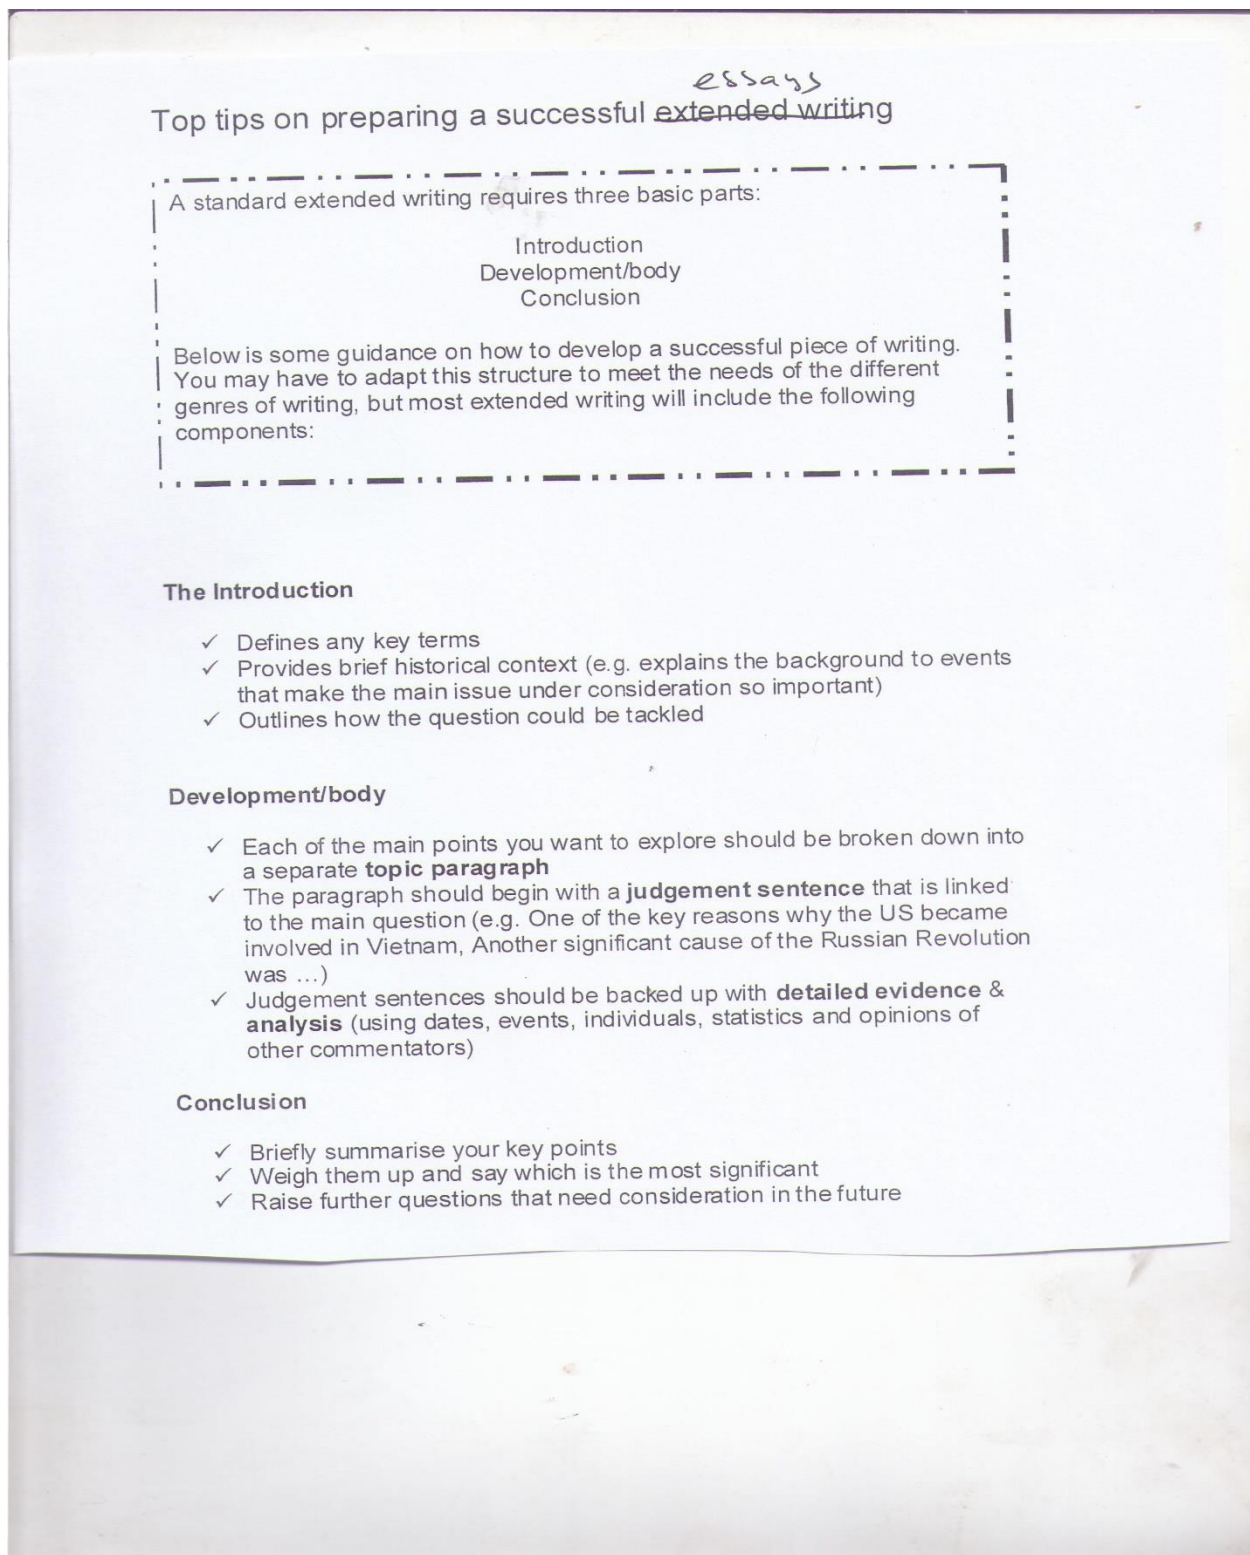 essays
Top tips on preparing a successful extended writing
A standard extended writing requires three basic parts:
Introduction
Development/body
Conclusion
Below is some guidance on how to develop a successful piece of writing.
You may have to adapt this structure to meet the needs of the different
genres of writing, but most extended writing will include the following
components:
The Introduction
✓ Defines any key terms
✓ Provides brief historical context (e.g. explains the background to events
that make the main issue under consideration so important)
✓ Outlines how the question could be tackled
Development/body
✓ Each of the main points you want to explore should be broken down into
a separate topic paragraph
✓ The paragraph should begin with a judgement sentence that is linked
to the main question (e.g. One of the key reasons why the US became
involved in Vietnam, Another significant cause of the Russian Revolution
was ...)
✓ Judgement sentences should be backed up with detailed evidence &
analysis (using dates, events, individuals, statistics and opinions of
other commentators)
Conclusion
✓ Briefly summarise your key points
✓ Weigh them up and say which is the most significant
✓ Raise further questions that need consideration in the future